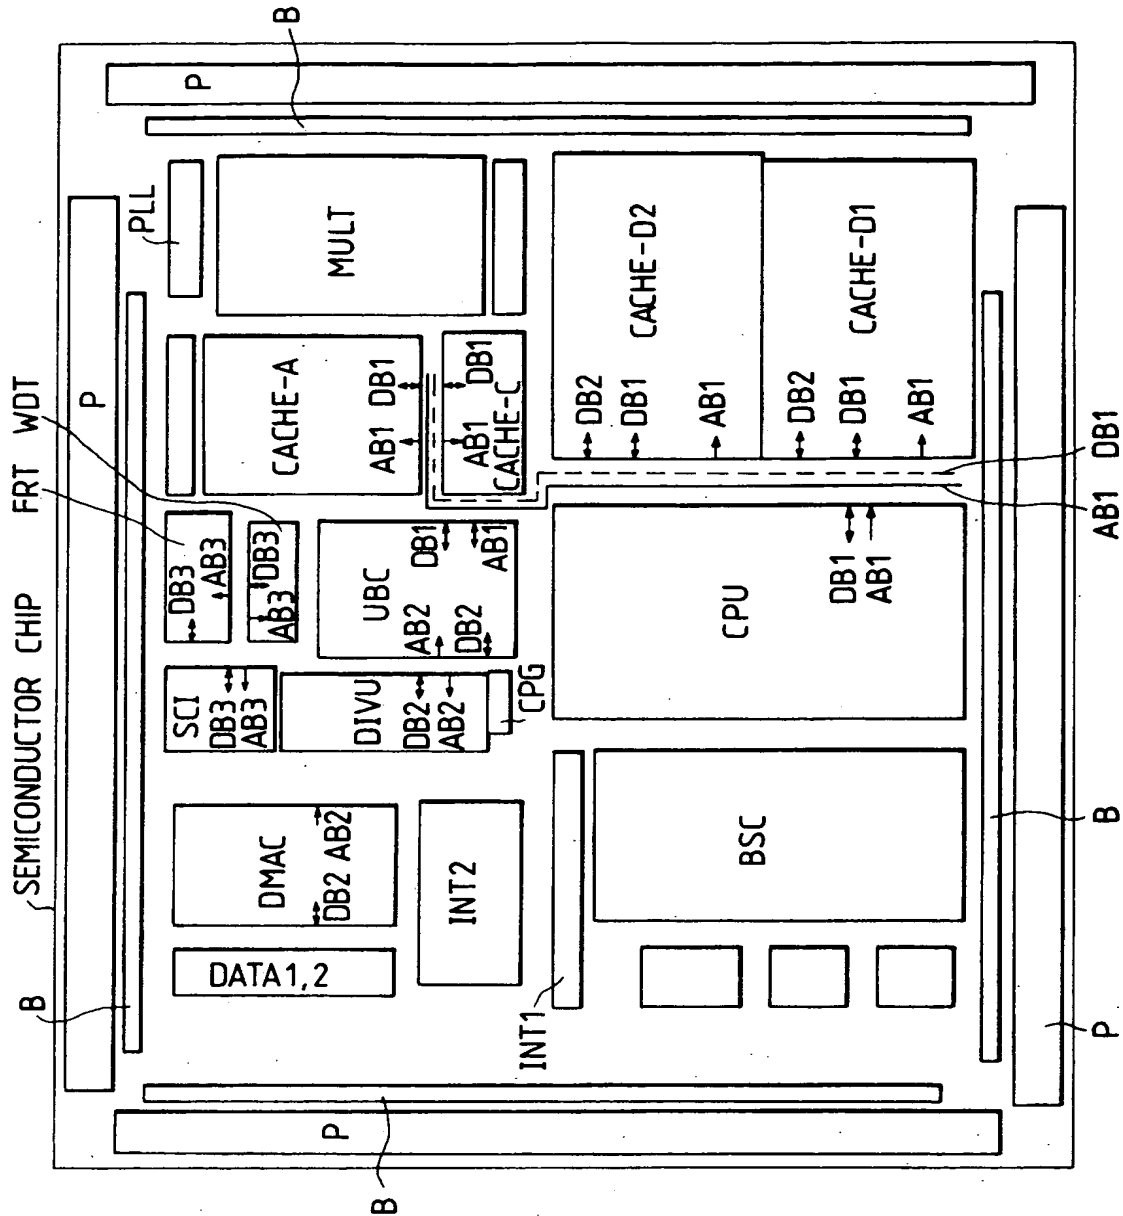 B
SEMICONDUCTOR CHIP
FRT
WDT
P
PLL
B
P
DATA1,2
DMAC
DB2 AB2
SCI
DB3
AB3
DB3
AB3
AB3
DB3
CACHE-A
AB1
DB1
MULT
INT2
DIVU
DB2
AB2
CPG
UBC
AB2
DB2
DB1
AB1
AB1
DB1
CACHE-C
P
B
INT1
BSC
CPU
DB1
AB1
CACHE-D2
DB2
DB1
AB1
CACHE-D1
DB2
DB1
AB1
B
P
B
AB1
DB1